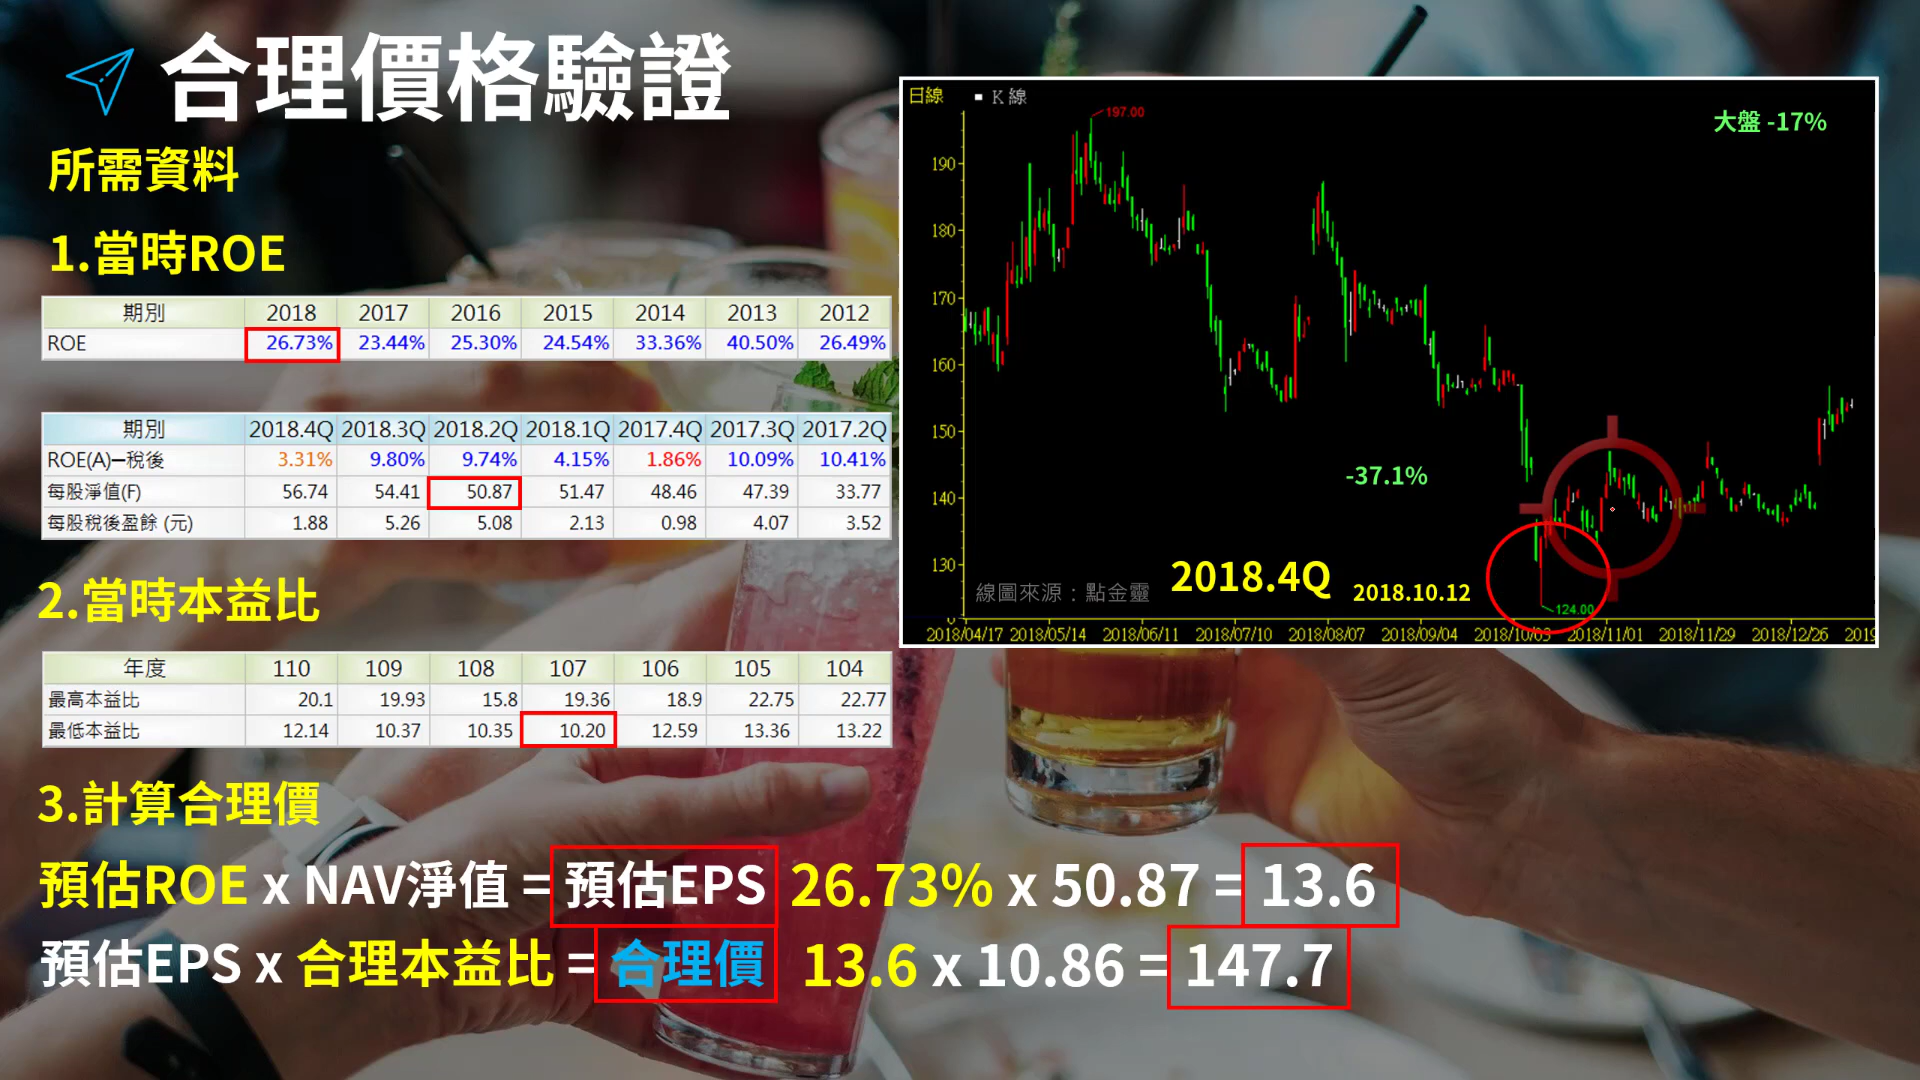 合理價格驗證
所需資料
1.當時ROE
期別 2018 2017 2016 2015 2014 2013 2012
ROE 26.73% 23.44% 25.30% 24.54% 33.36% 40.50% 26.49%
期別 2018.4Q 2018.3Q 2018.2Q 2018.1Q 2017.4Q 2017.3Q 2017.2Q
ROE(A)─稅後 3.31% 9.80% 9.74% 4.15% 1.86% 10.09% 10.41%
每股淨值(F) 56.74 54.41 50.87 51.47 48.46 47.39 33.77
每股稅後盈餘 (元) 1.88 5.26 5.08 2.13 0.98 4.07 3.52
2.當時本益比
年度 110 109 108 107 106 105 104
最高本益比 20.1 19.93 15.8 19.36 18.9 22.75 22.77
最低本益比 12.14 10.37 10.35 10.20 12.59 13.36 13.22
3.計算合理價
預估ROE x NAV淨值 = 預估EPS 26.73% x 50.87 = 13.6
預估EPS x 合理本益比 = 合理價 13.6 x 10.86 = 147.7
日線 K 線
大盤 -17%
197.00
190
180
170
160
150
140
130
-37.1%
線圖來源：點金靈 2018.4Q 2018.10.12
124.00
2018/04/17 2018/05/14 2018/06/11 2018/07/10 2018/08/07 2018/09/04 2018/10/03 2018/11/01 2018/11/29 2018/12/26 2019